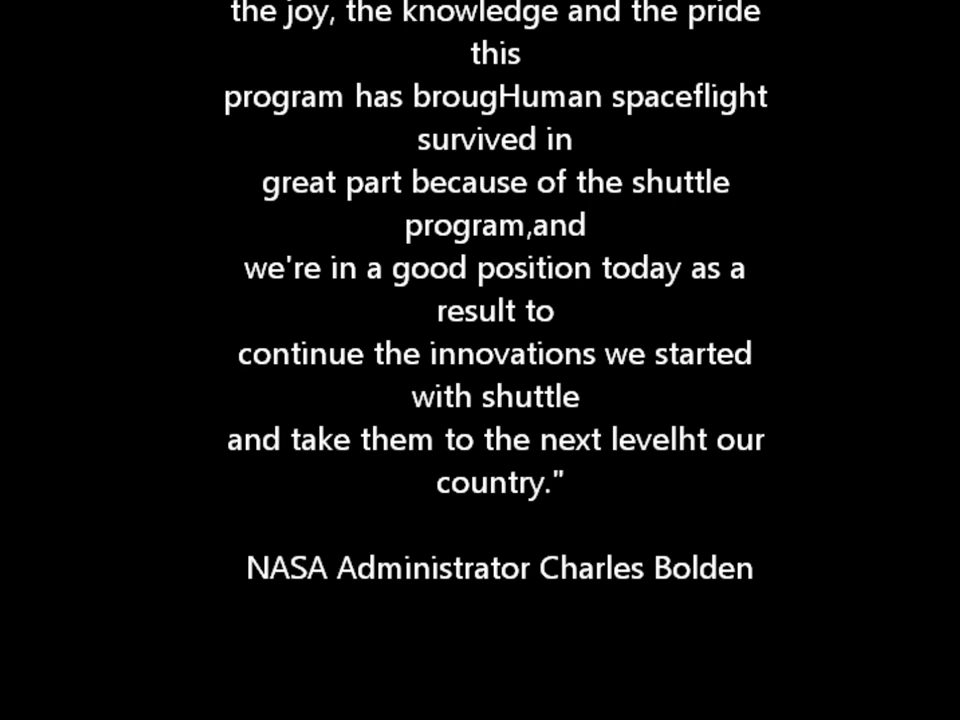 the joy, the knowledge and the pride
this
program has brougHuman spaceflight
survived in
great part because of the shuttle
program,and
we're in a good position today as a
result to
continue the innovations we started
with shuttle
and take them to the next levelht our
country."
NASA Administrator Charles Bolden